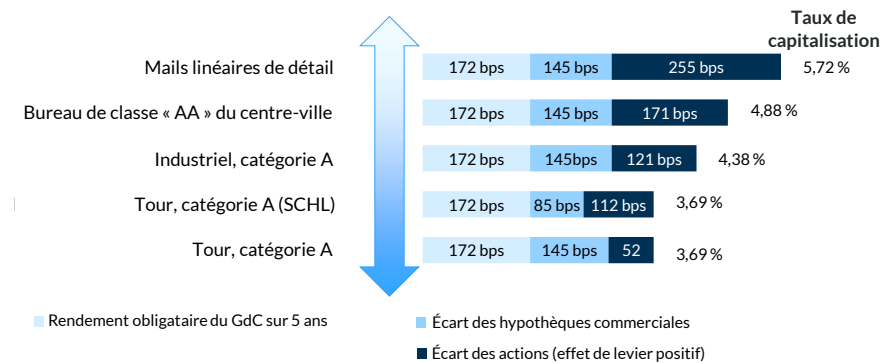 Taux de
capitalisation
Mails linéaires de détail 172 bps 145 bps 255 bps 5,72 %
Bureau de classe « AA » du centre-ville 172 bps 145 bps 171 bps 4,88 %
Industriel, catégorie A 172 bps 145bps 121 bps 4,38 %
Tour, catégorie A (SCHL) 172 bps 85 bps 112 bps 3,69 %
Tour, catégorie A 172 bps 145 bps 52 3,69 %
Rendement obligataire du GdC sur 5 ans
Écart des hypothèques commerciales
Écart des actions (effet de levier positif)